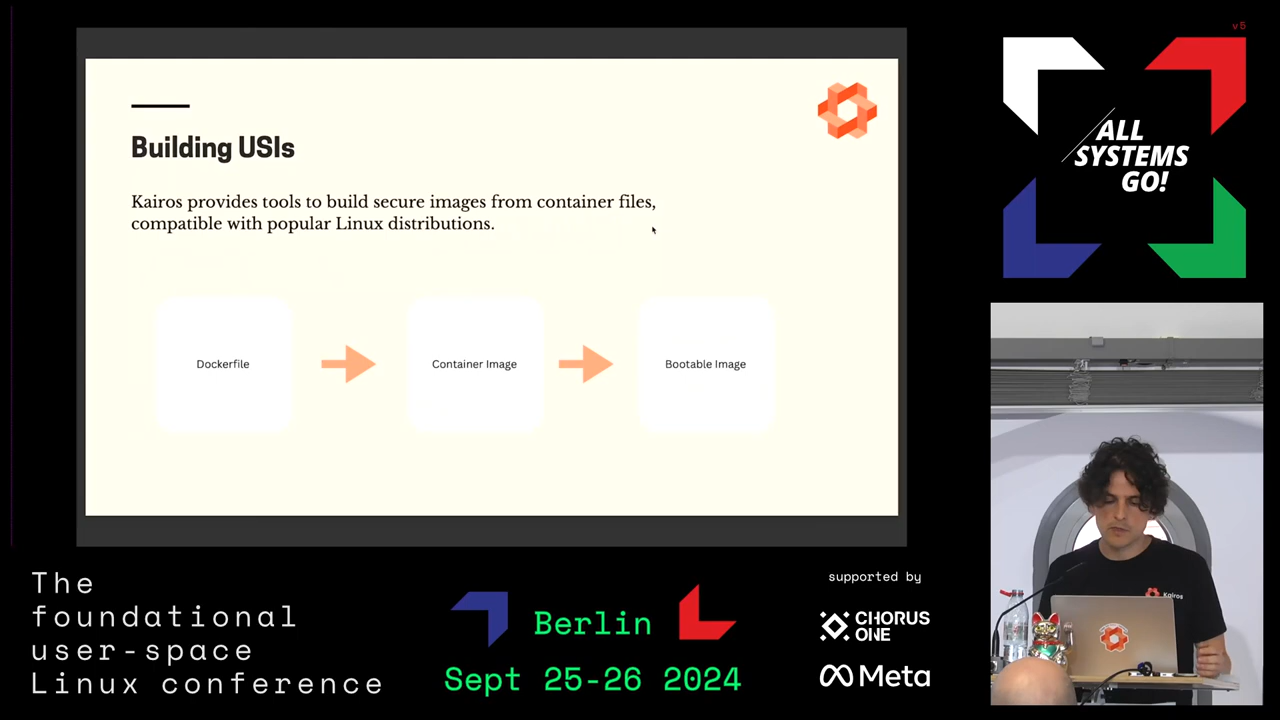 Building USIs
Kairos provides tools to build secure images from container files,
compatible with popular Linux distributions.
Dockerfile
Container Image
Bootable Image
v5
ALL
SYSTEMS
GO!
Kairos
The
foundational
user-space
Linux conference
Berlin
Sept 25-26 2024
supported by
CHORUS
ONE
Meta